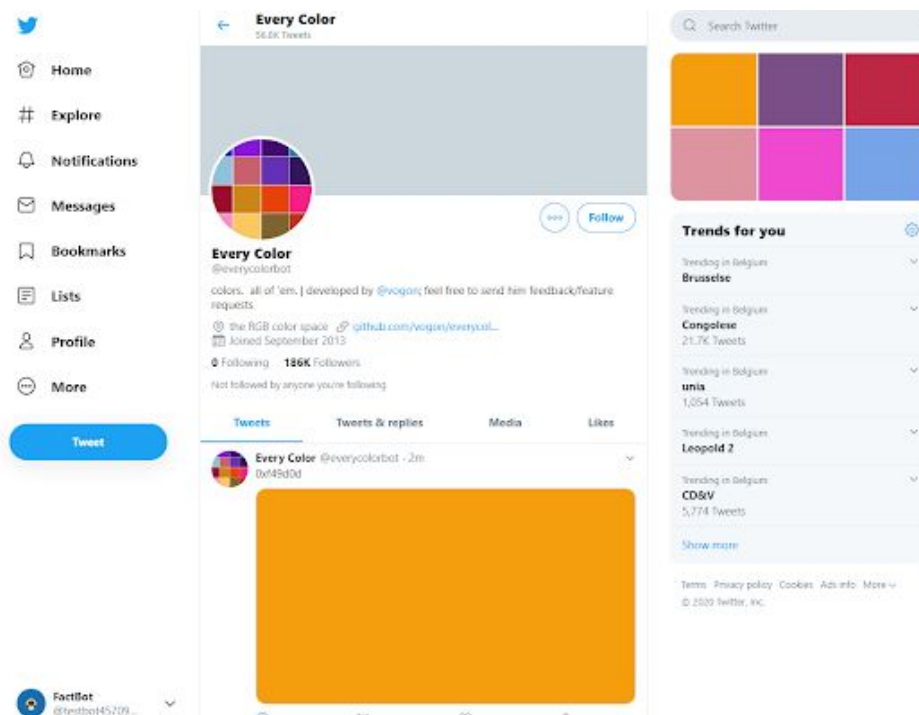 Home
Explore
Notifications
Messages
Bookmarks
Lists
Profile
More
Tweet
FactBot
@testbot45709...
Every Color
56.6K Tweets
Follow
Every Color
@everycolorbot
colors. all of 'em. | developed by @vogon; feel free to send him feedback/feature
requests
the RGB color space github.com/vogon/everycol...
Joined September 2013
0 Following 186K Followers
Not followed by anyone you're following
Tweets Tweets & replies Media Likes
Every Color @everycolorbot · 2m
0xf49d0d
Search Twitter
Trends for you
Trending in Belgium
Brusselse
Trending in Belgium
Congolese
21.7K Tweets
Trending in Belgium
unia
1,054 Tweets
Trending in Belgium
Leopold 2
Trending in Belgium
CD&V
5,774 Tweets
Show more
Terms Privacy policy Cookies Ads info More
© 2020 Twitter, Inc.